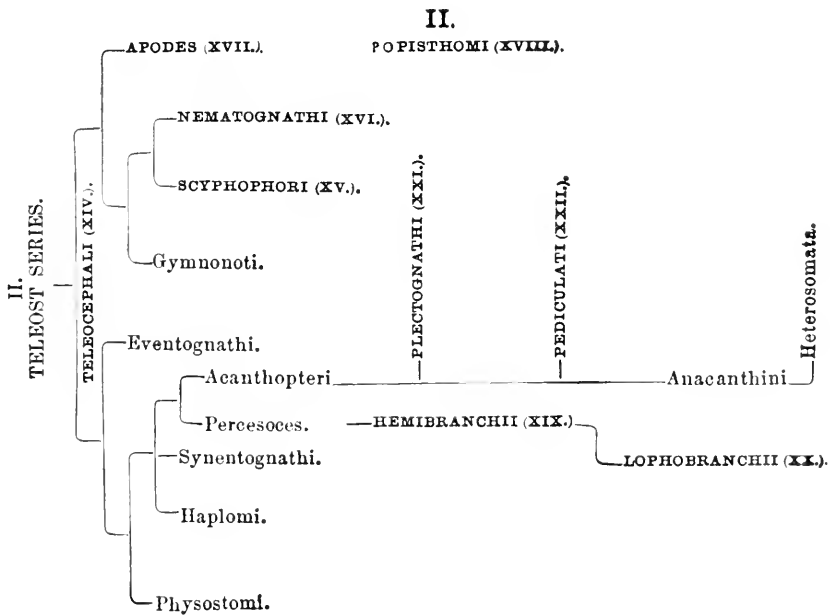 II.
APODES (XVII.). POPISTHOMI (XVIII.).
NEMATOGNATHI (XVI.).
SCYPHOPHORI (XV.).
Gymnonoti.
II.
TELEOST SERIES.
TELEOCEPHALI (XIV.).
PLECTOGNATHI (XXI.).
PEDICULATI (XXII.).
Heterosomata.
Eventognathi.
Acanthopteri Anacanthini
Percesoces. HEMIBRANCHII (XIX.)
Synentognathi. LOPHOBRANCHII (XX.).
Haplomi.
Physostomi.